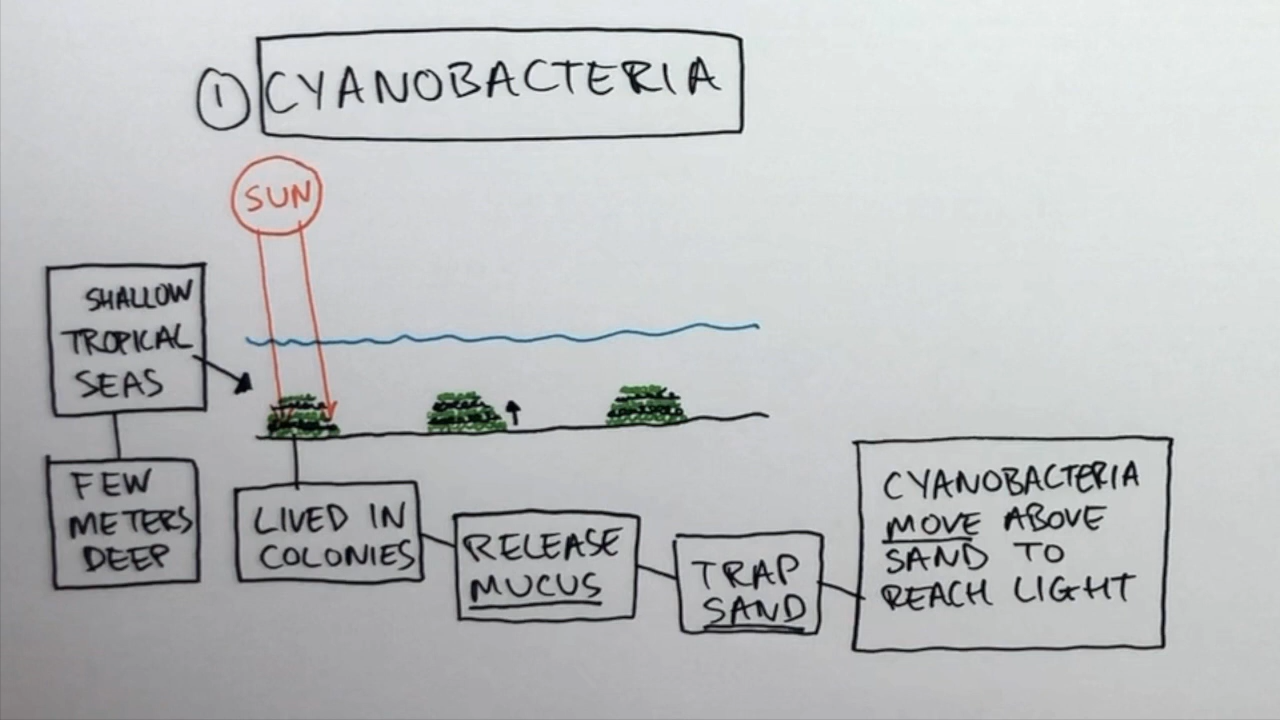 ① CYANOBACTERIA
SUN
SHALLOW
TROPICAL
SEAS
FEW
METERS
DEEP
LIVED IN
COLONIES
RELEASE
MUCUS
TRAP
SAND
CYANOBACTERIA
MOVE ABOVE
SAND TO
REACH LIGHT